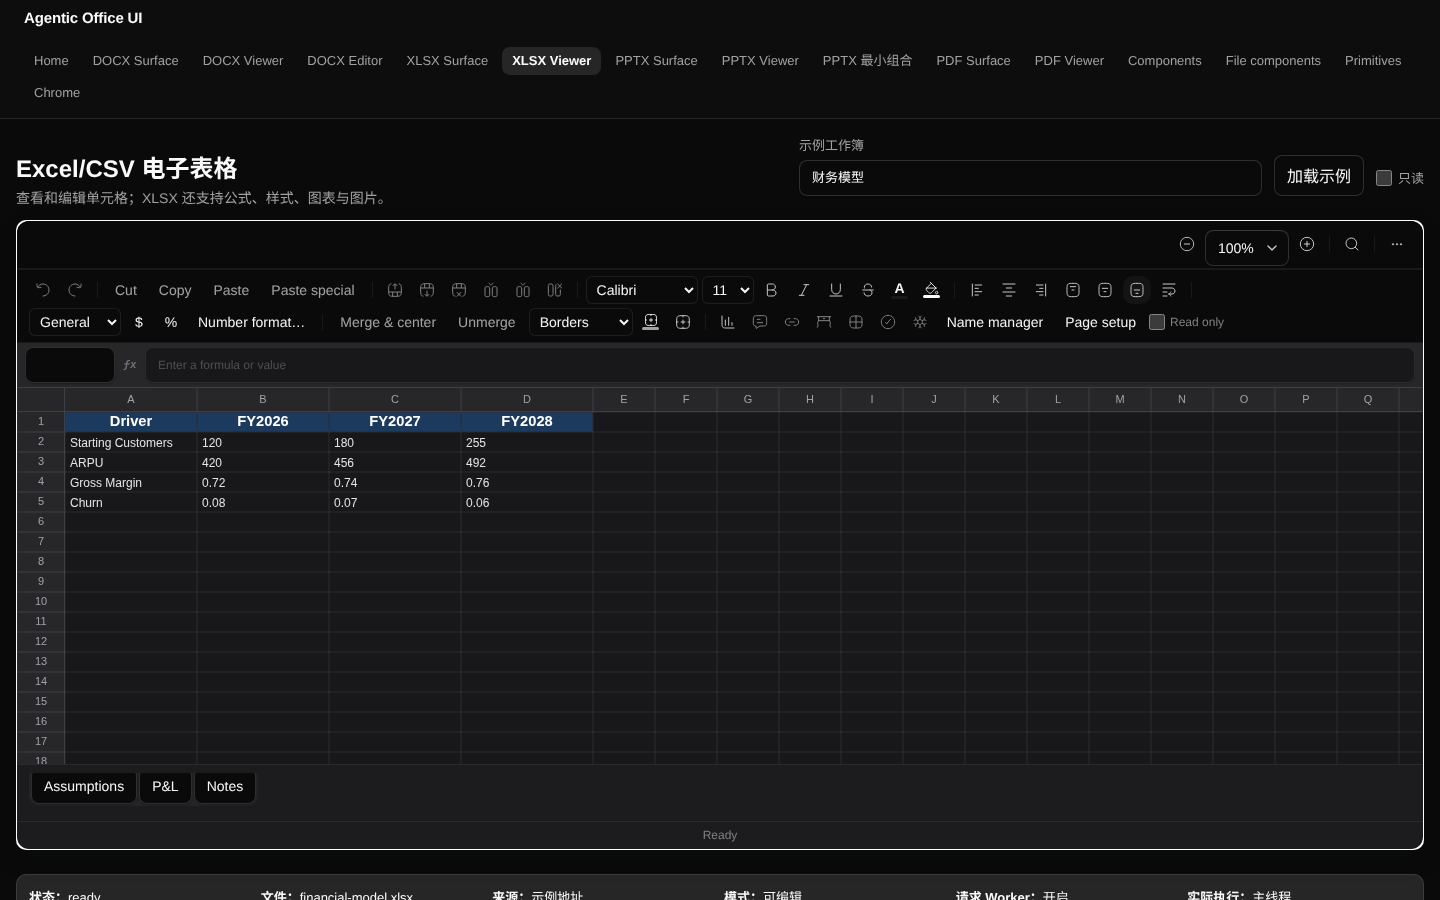 Agentic Office UI
Home DOCX Surface DOCX Viewer DOCX Editor XLSX Surface XLSX Viewer PPTX Surface PPTX Viewer PPTX 最小组合 PDF Surface PDF Viewer Components File components Primitives
Chrome
示例工作簿
Excel/CSV 电子表格
财务模型 加载示例 只读
查看和编辑单元格；XLSX 还支持公式、样式、图表与图片。
100%
Cut Copy Paste Paste special Calibri 11 B I U S A
General $ % Number format… Merge & center Unmerge Borders Name manager Page setup Read only
fx Enter a formula or value
A B C D E F G H I J K L M N O P Q
1 Driver FY2026 FY2027 FY2028
2 Starting Customers 120 180 255
3 ARPU 420 456 492
4 Gross Margin 0.72 0.74 0.76
5 Churn 0.08 0.07 0.06
6
7
8
9
10
11
12
13
14
15
16
17
18
Assumptions P&L Notes
Ready
状态：ready 文件：financial-model.xlsx 来源：示例地址 模式：可编辑 请求 Worker：开启 实际执行：主线程